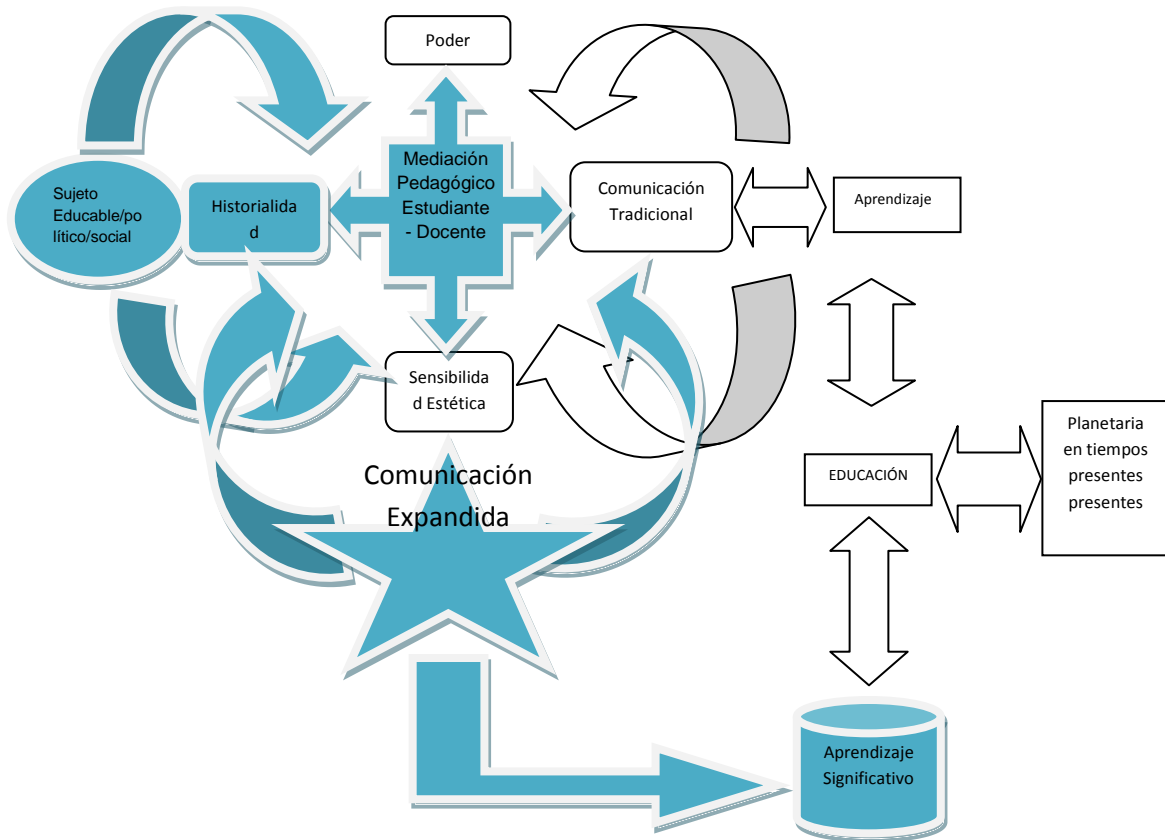 Poder
Mediación
Pedagógico
Estudiante
- Docente
Sujeto
Educable/po
lítico/social
Historialida
d
Comunicación
Tradicional
Aprendizaje
Sensibilida
d Estética
Comunicación
Expandida
EDUCACIÓN
Planetaria
en tiempos
presentes
presentes
Aprendizaje
Significativo